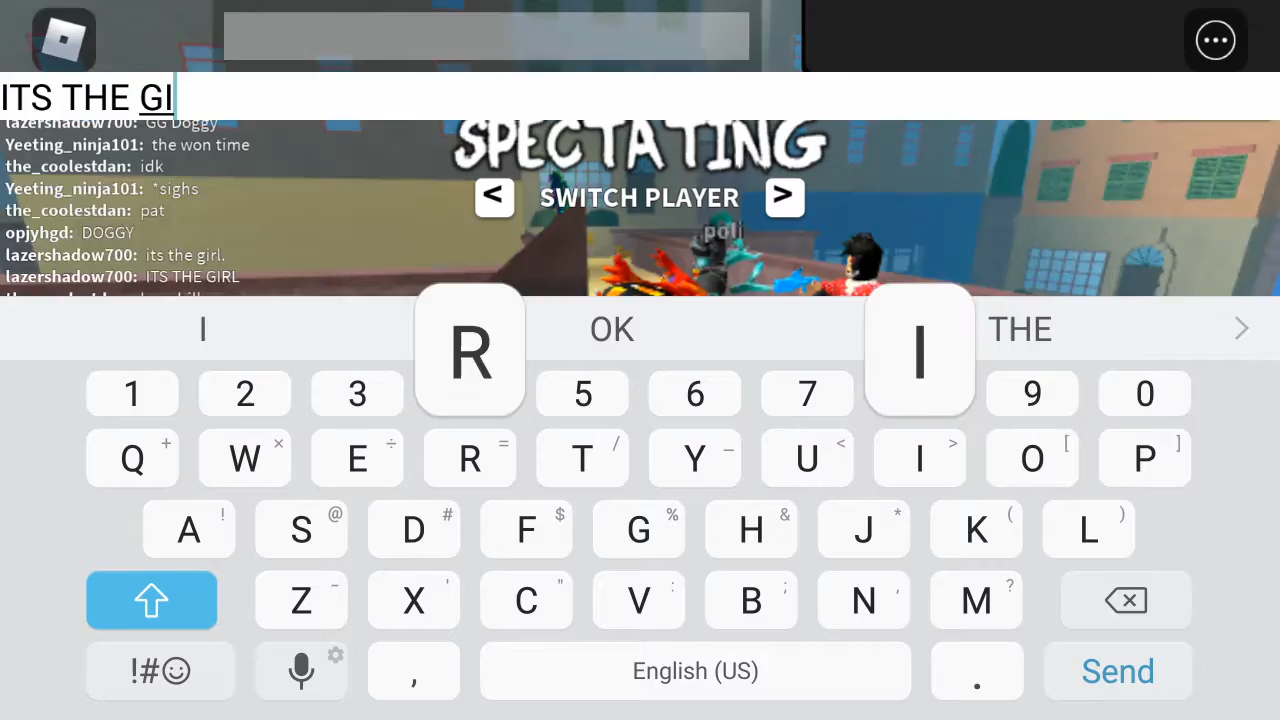 ITS THE GI
lazershadow700: GG Doggy
Yeeting_ninja101: the won time
the_coolestdan: idk
Yeeting_ninja101: *sighs
the_coolestdan: pat
opjyhgd: DOGGY
lazershadow700: its the girl.
lazershadow700: ITS THE GIRL
SPECTATING
< SWITCH PLAYER >
poli
I OK THE
R I
1 2 3 5 6 7 9 0
Q + W × E ÷ R = T / Y _ U < I > O [ P ]
A ! S @ D # F $ G % H & J * K ( L )
Z - X ' C " V : B ; N , M ?
!#☺ , English (US) . Send